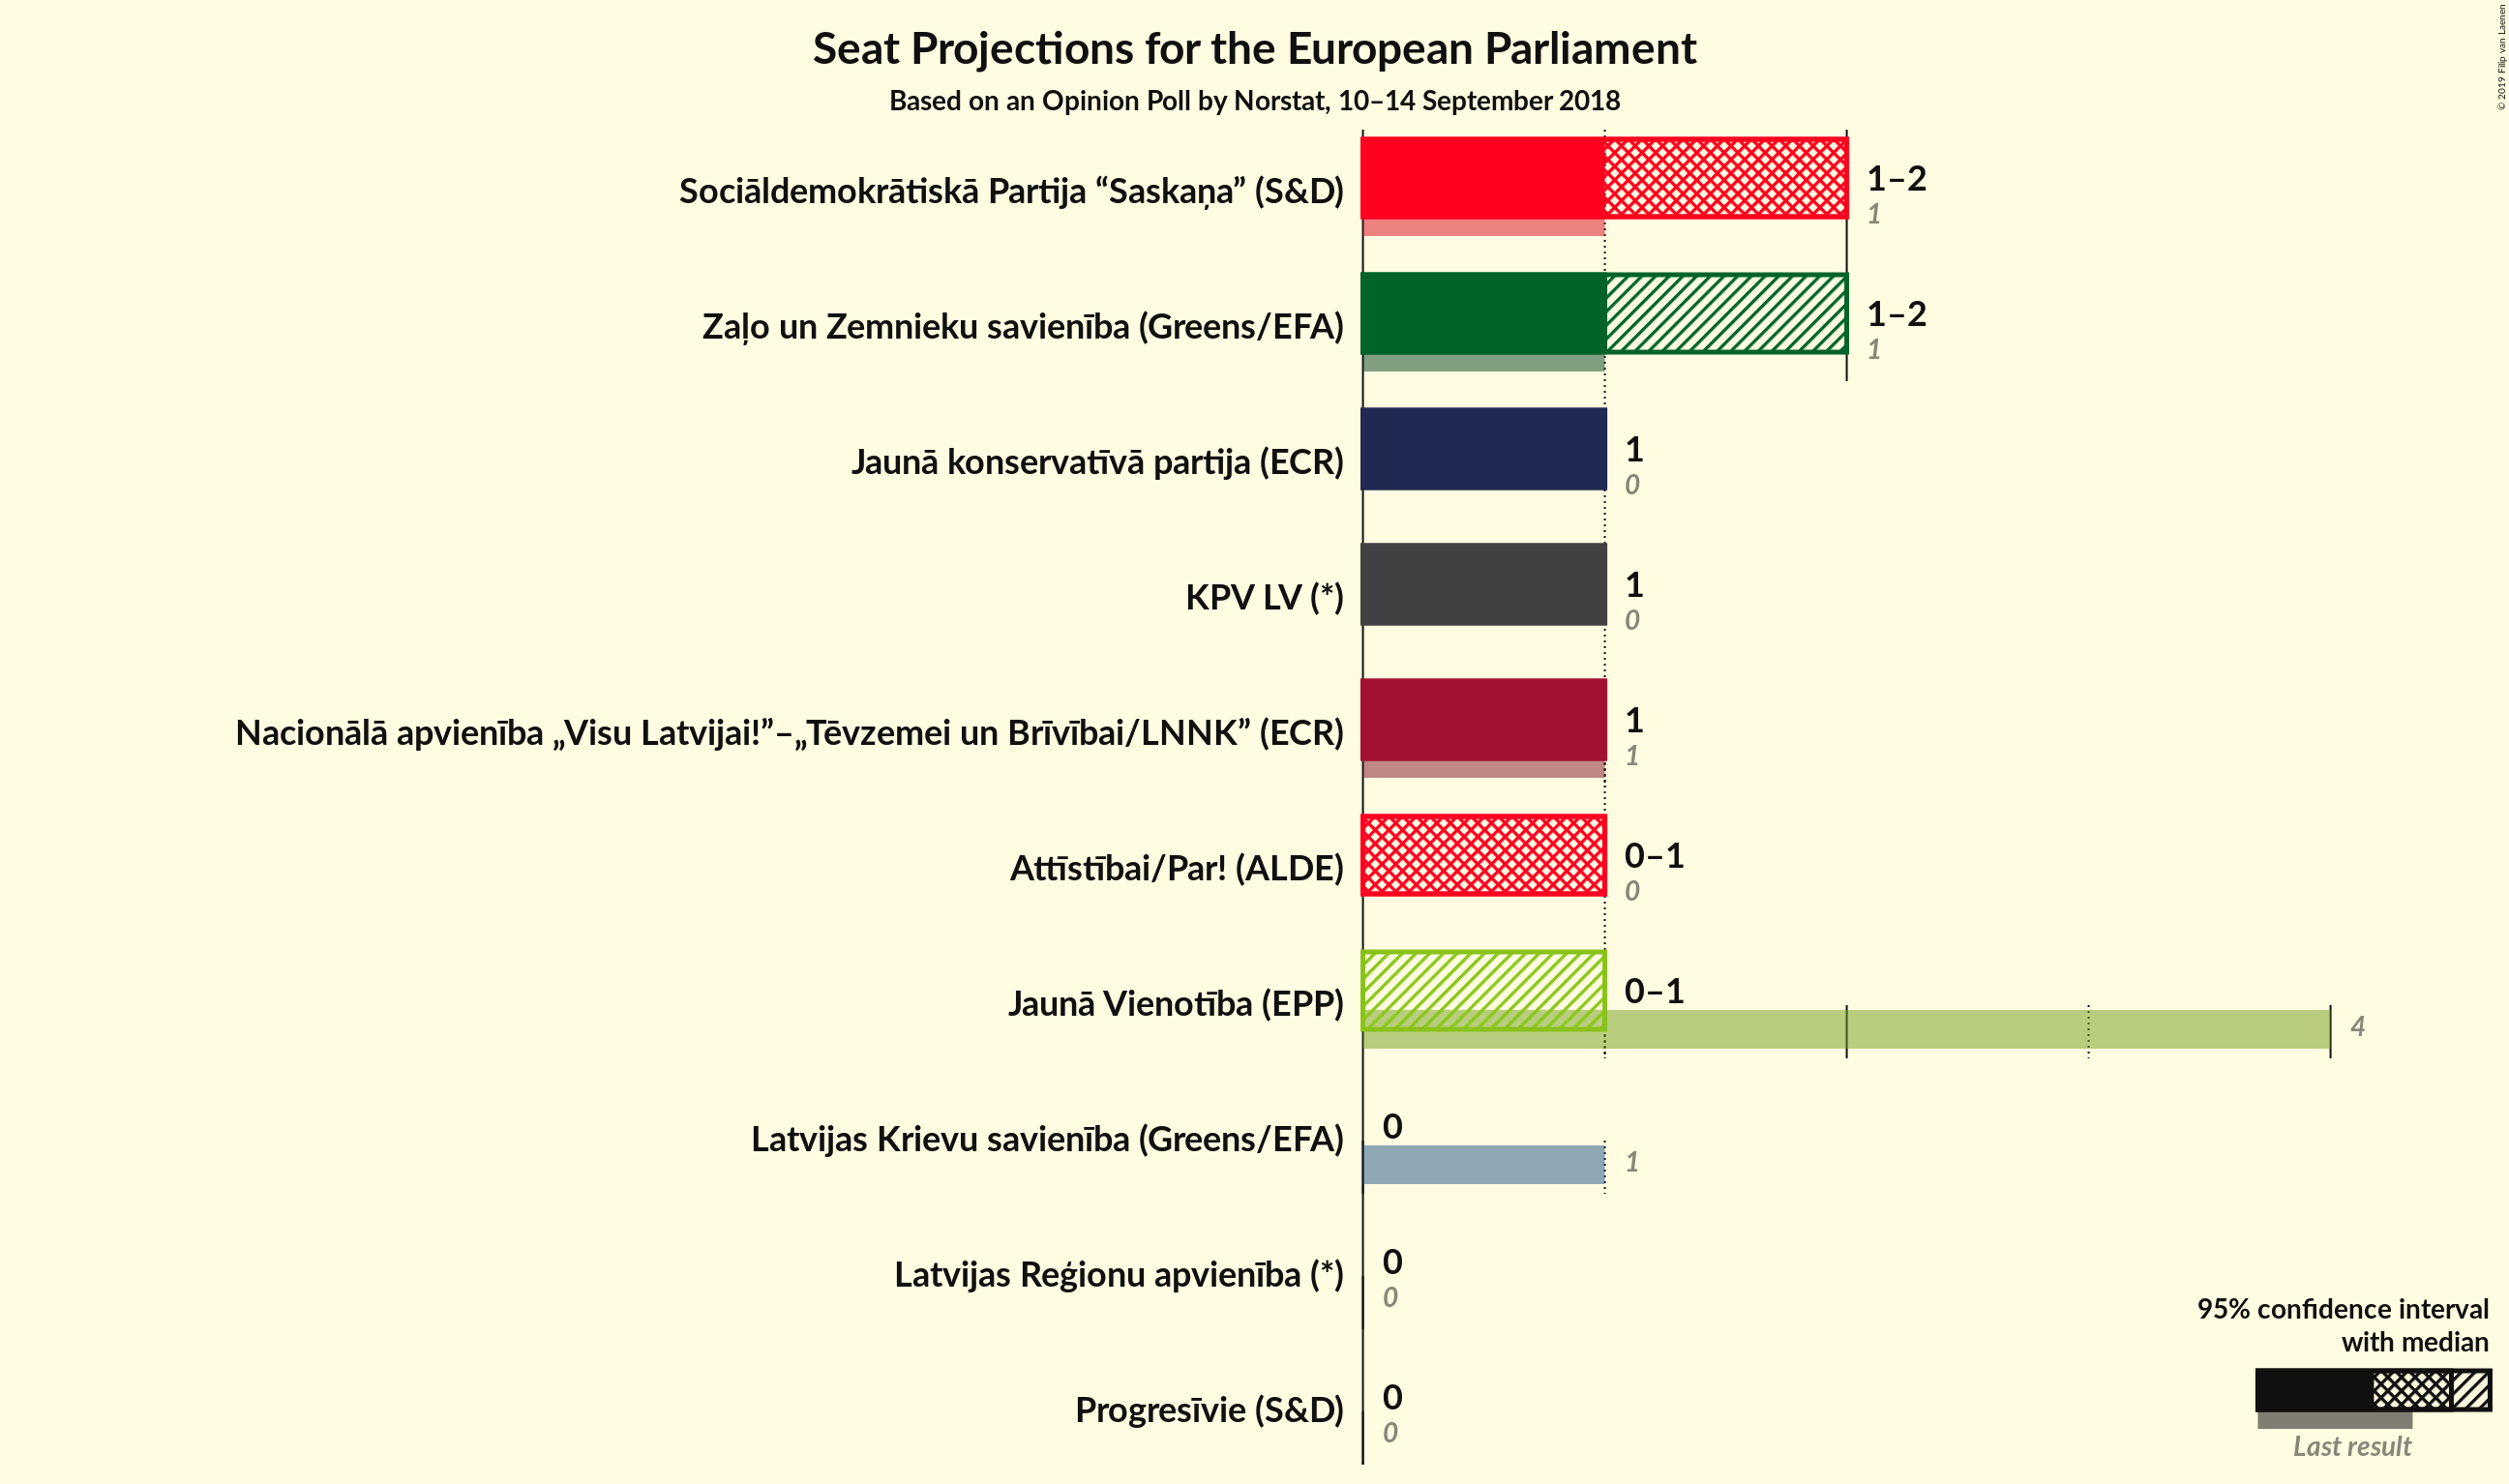 Seat Projections for the European Parliament
Based on an Opinion Poll by Norstat, 10–14 September 2018
© 2019 Filip van Laenen
Sociāldemokrātiskā Partija “Saskaņa” (S&D)
1–2
1
Zaļo un Zemnieku savienība (Greens/EFA)
1–2
1
Jaunā konservatīvā partija (ECR)
1
0
KPV LV (*)
1
0
Nacionālā apvienība „Visu Latvijai!”–„Tēvzemei un Brīvībai/LNNK” (ECR)
1
1
Attīstībai/Par! (ALDE)
0–1
0
Jaunā Vienotība (EPP)
0–1
4
Latvijas Krievu savienība (Greens/EFA)
0
1
Latvijas Reģionu apvienība (*)
0
0
Progresīvie (S&D)
0
0
95% confidence interval
with median
Last result